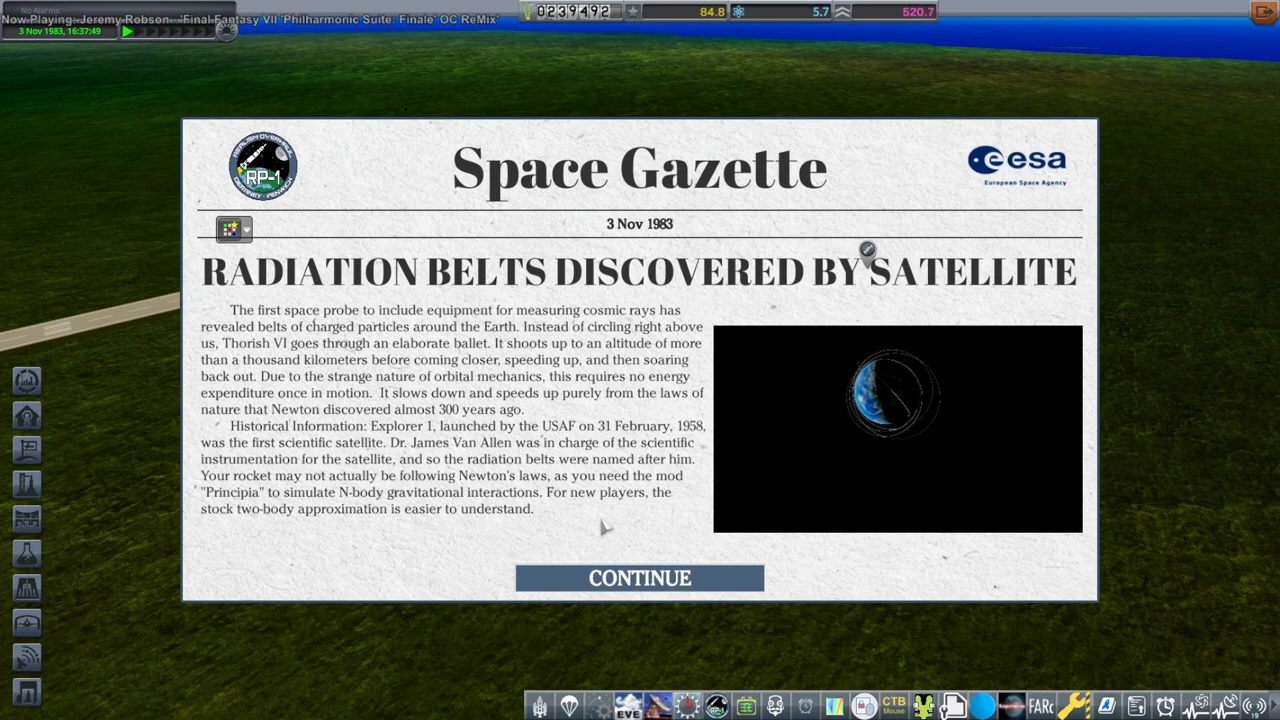 No Alarms
Now Playing: Jeremy Robson - 'Final Fantasy VII 'Philharmonic Suite: Finale' OC ReMix'
0239492
84.8
5.7
520.7
3 Nov 1983, 16:37:49
REALISM OVERHAUL
RP-1
esa
European Space Agency
Space Gazette
3 Nov 1983
RADIATION BELTS DISCOVERED BY SATELLITE
The first space probe to include equipment for measuring cosmic rays has
revealed belts of charged particles around the Earth. Instead of circling right above
us, Thorish VI goes through an elaborate ballet. It shoots up to an altitude of more
than a thousand kilometers before coming closer, speeding up, and then soaring
back out. Due to the strange nature of orbital mechanics, this requires no energy
expenditure once in motion.  It slows down and speeds up purely from the laws of
nature that Newton discovered almost 300 years ago.
Historical Information: Explorer 1, launched by the USAF on 31 February, 1958,
was the first scientific satellite. Dr. James Van Allen was in charge of the scientific
instrumentation for the satellite, and so the radiation belts were named after him.
Your rocket may not actually be following Newton's laws, as you need the mod
"Principia" to simulate N-body gravitational interactions. For new players, the
stock two-body approximation is easier to understand.
CONTINUE
EVE
RP-1
CTB
Mouse
FARc
19